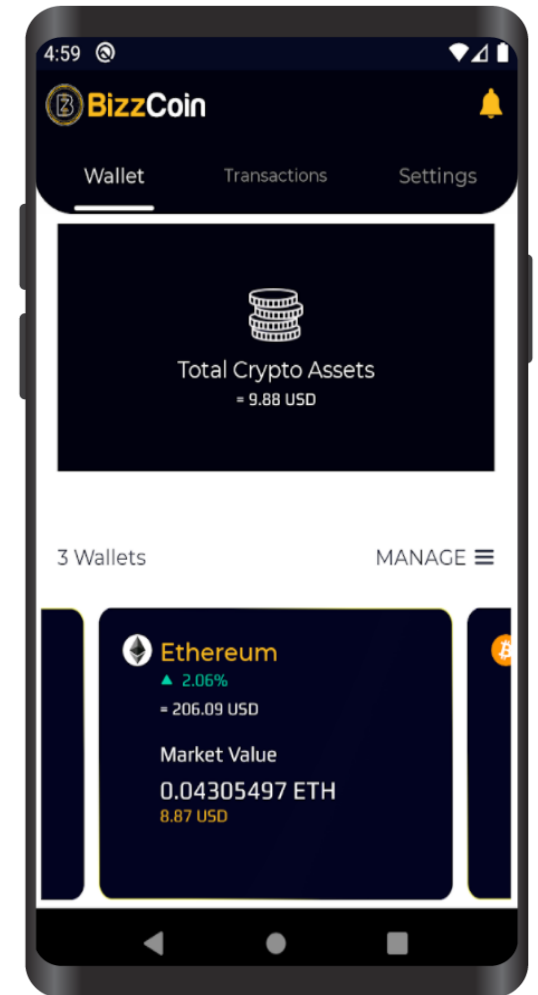 4:59
BizzCoin
Wallet Transactions Settings
Total Crypto Assets
= 9.88 USD
3 Wallets MANAGE
Ethereum
▲ 2.06%
= 206.09 USD
Market Value
0.04305497 ETH
8.87 USD